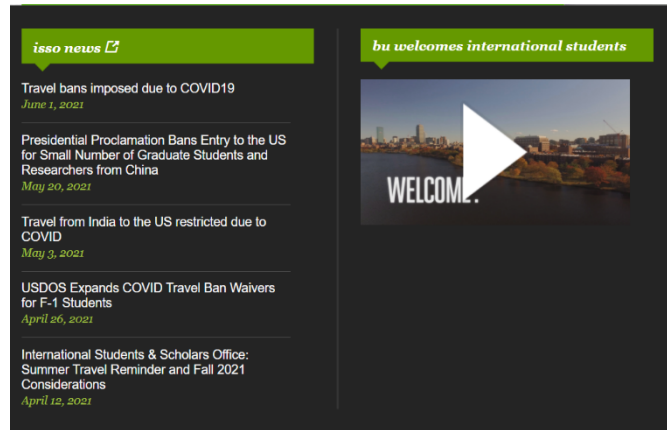 isso news
Travel bans imposed due to COVID19
June 1, 2021
Presidential Proclamation Bans Entry to the US
for Small Number of Graduate Students and
Researchers from China
May 20, 2021
Travel from India to the US restricted due to
COVID
May 3, 2021
USDOS Expands COVID Travel Ban Waivers
for F-1 Students
April 26, 2021
International Students & Scholars Office:
Summer Travel Reminder and Fall 2021
Considerations
April 12, 2021
bu welcomes international students
WELCOME!